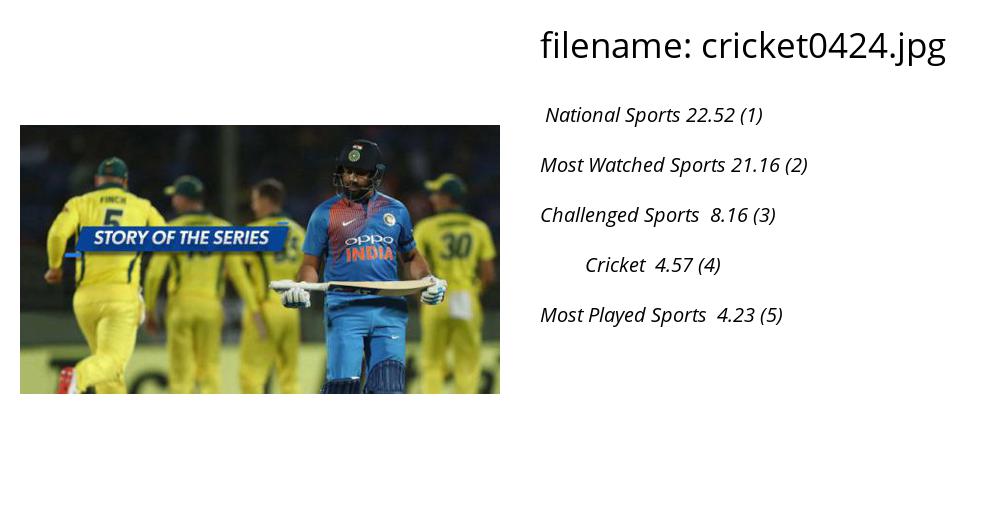 filename: cricket0424.jpg
National Sports 22.52 (1)
Most Watched Sports 21.16 (2)
Challenged Sports 8.16 (3)
Cricket 4.57 (4)
Most Played Sports 4.23 (5)
FINCH
5
STORY OF THE SERIES
oppo
INDIA
30